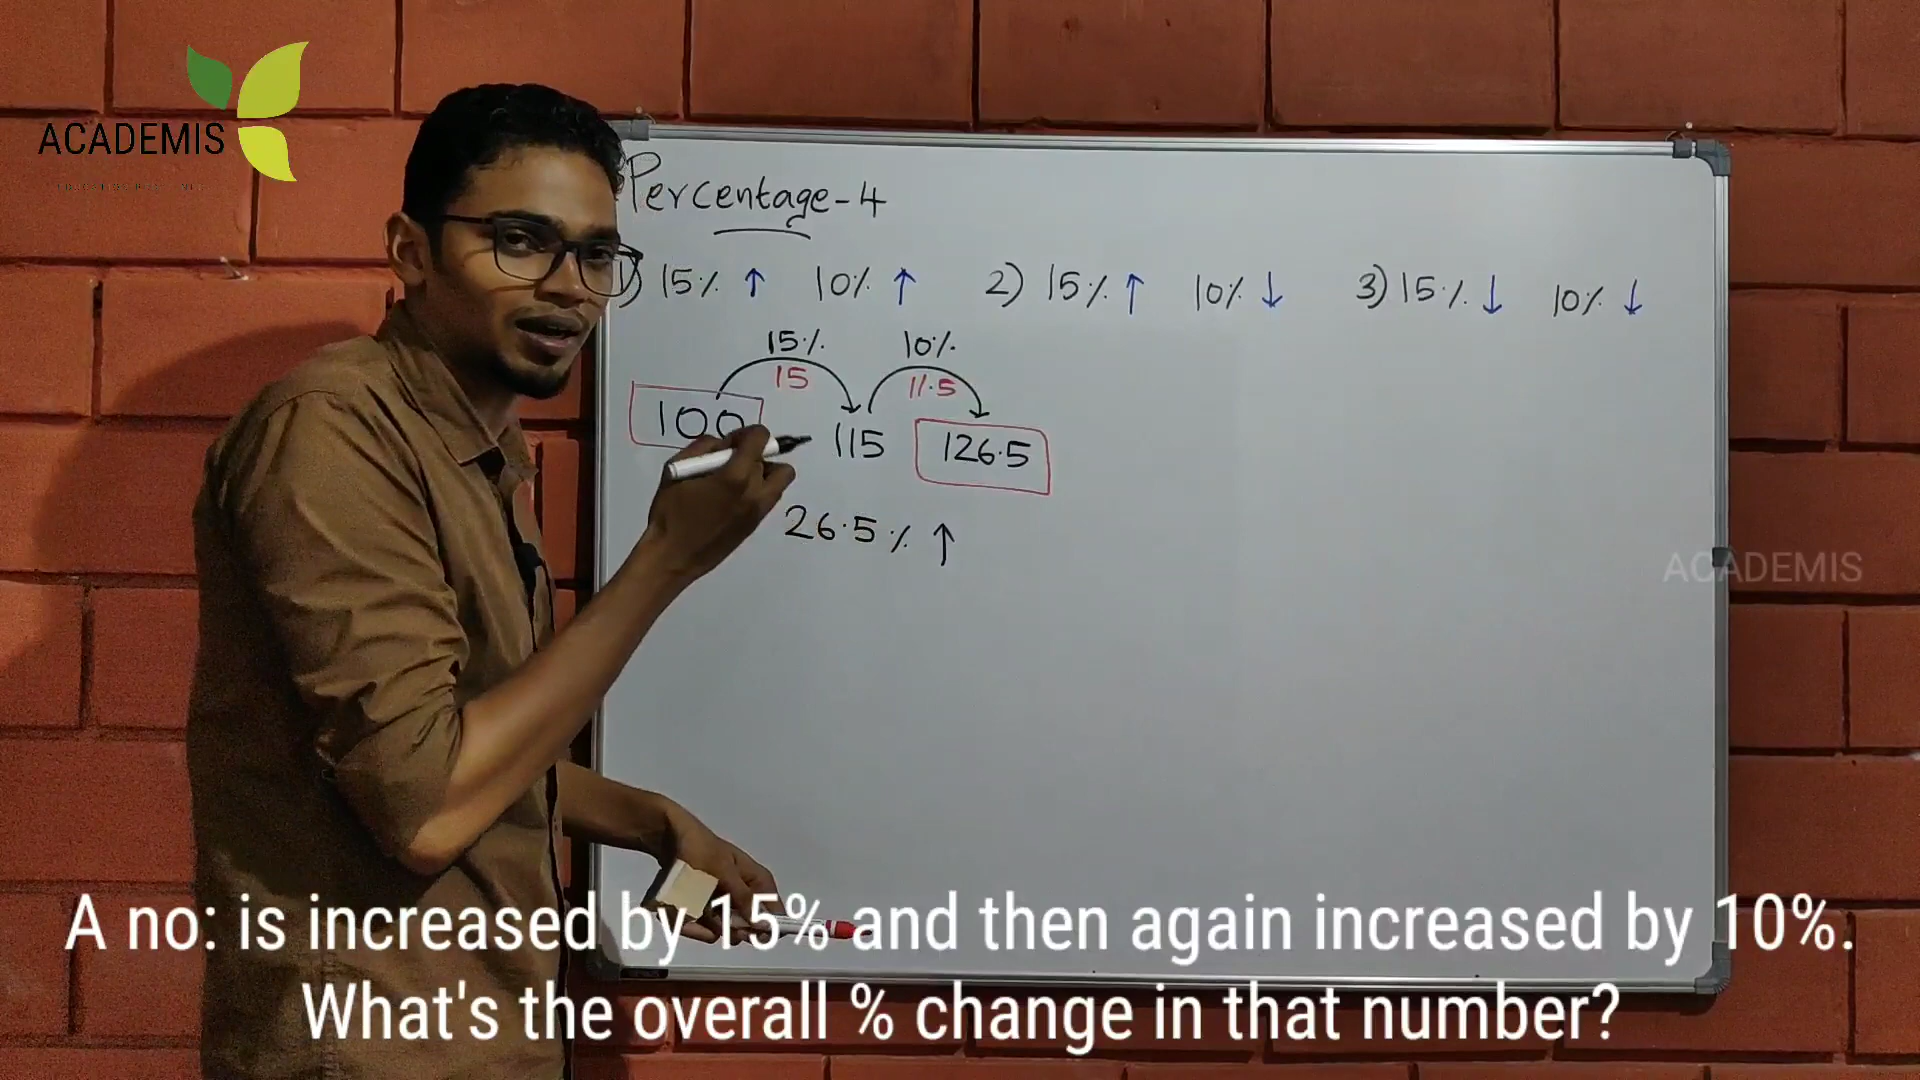 ACADEMIS
Percentage-4
1) 15% ↑ 10% ↑ 2) 15% ↑ 10% ↓ 3) 15% ↓ 10% ↓
15% 10%
15 11.5
100 115 126.5
26.5% ↑
ACADEMIS
A no: is increased by 15% and then again increased by 10%.
What's the overall % change in that number?